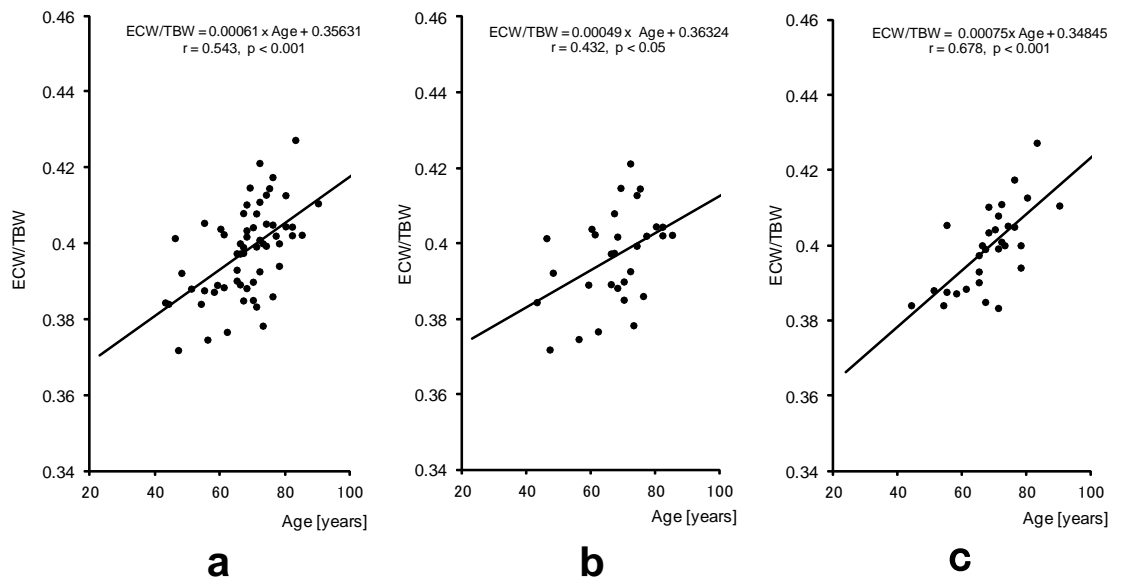 ECW/TBW = 0.00061 x Age + 0.35631
r = 0.543, p < 0.001
0.46
0.44
0.42
0.4
0.38
0.36
0.34
ECW/TBW
20 40 60 80 100
Age [years]
a
ECW/TBW = 0.00049 x Age + 0.36324
r = 0.432, p < 0.05
0.46
0.44
0.42
0.4
0.38
0.36
0.34
ECW/TBW
20 40 60 80 100
Age [years]
b
ECW/TBW = 0.00075x Age + 0.34845
r = 0.678, p < 0.001
0.46
0.44
0.42
0.40
0.38
0.36
0.34
ECW/TBW
20 40 60 80 100
Age [years]
c